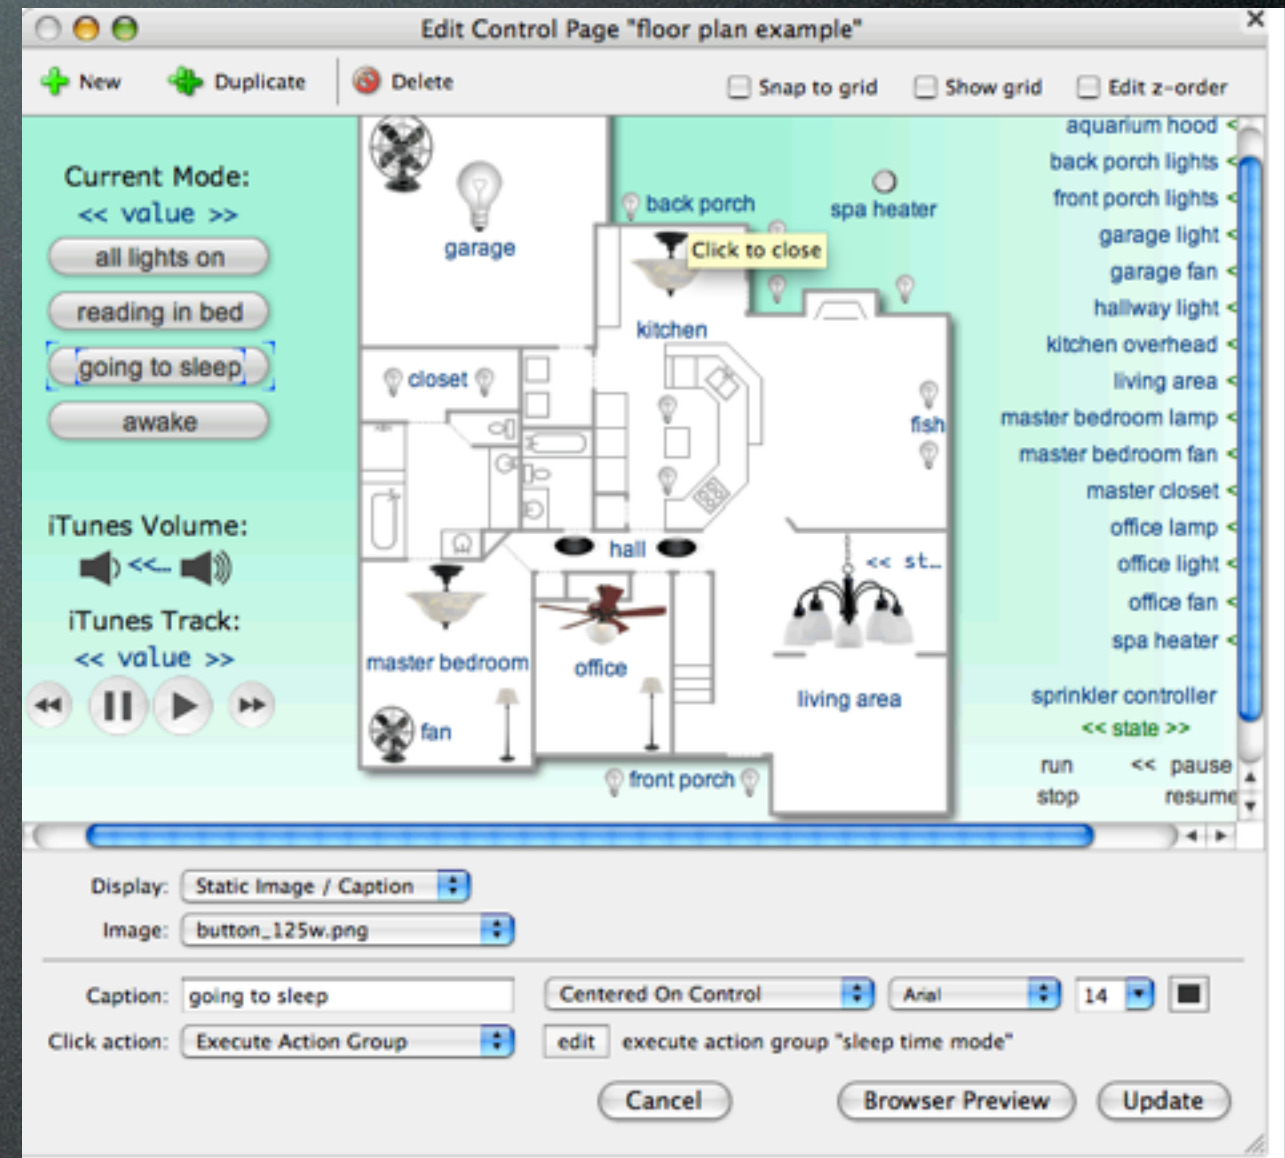 Edit Control Page "floor plan example"
New Duplicate Delete Snap to grid Show grid Edit z-order
Current Mode:
<< value >>
all lights on
reading in bed
going to sleep
awake
iTunes Volume:
<<...
iTunes Track:
<< value >>
garage
back porch
spa heater
Click to close
kitchen
closet
fish
hall
<< st...
master bedroom
office
living area
fan
front porch
aquarium hood <
back porch lights <
front porch lights <
garage light <
garage fan <
hallway light <
kitchen overhead <
living area <
master bedroom lamp <
master bedroom fan <
master closet <
office lamp <
office light <
office fan <
spa heater <
sprinkler controller
<< state >>
run << pause
stop resume
Display: Static Image / Caption
Image: button_125w.png
Caption: going to sleep Centered On Control Arial 14
Click action: Execute Action Group edit execute action group "sleep time mode"
Cancel Browser Preview Update